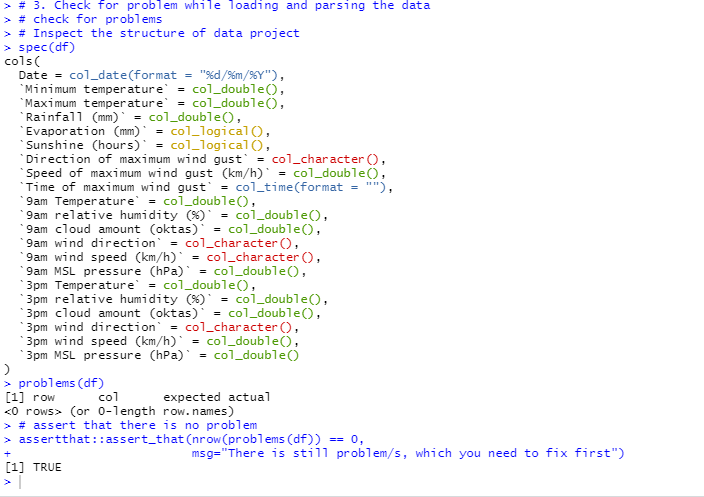 > # 3. Check for problem while loading and parsing the data
> # check for problems
> # Inspect the structure of data project
> spec(df)
cols(
  Date = col_date(format = "%d/%m/%Y"),
  `Minimum temperature` = col_double(),
  `Maximum temperature` = col_double(),
  `Rainfall (mm)` = col_double(),
  `Evaporation (mm)` = col_logical(),
  `Sunshine (hours)` = col_logical(),
  `Direction of maximum wind gust` = col_character(),
  `Speed of maximum wind gust (km/h)` = col_double(),
  `Time of maximum wind gust` = col_time(format = ""),
  `9am Temperature` = col_double(),
  `9am relative humidity (%)` = col_double(),
  `9am cloud amount (oktas)` = col_double(),
  `9am wind direction` = col_character(),
  `9am wind speed (km/h)` = col_character(),
  `9am MSL pressure (hPa)` = col_double(),
  `3pm Temperature` = col_double(),
  `3pm relative humidity (%)` = col_double(),
  `3pm cloud amount (oktas)` = col_double(),
  `3pm wind direction` = col_character(),
  `3pm wind speed (km/h)` = col_double(),
  `3pm MSL pressure (hPa)` = col_double()
)
> problems(df)
[1] row      col      expected actual
<0 rows> (or 0-length row.names)
> # assert that there is no problem
> assertthat::assert_that(nrow(problems(df)) == 0,
+                         msg="There is still problem/s, which you need to fix first")
[1] TRUE
>